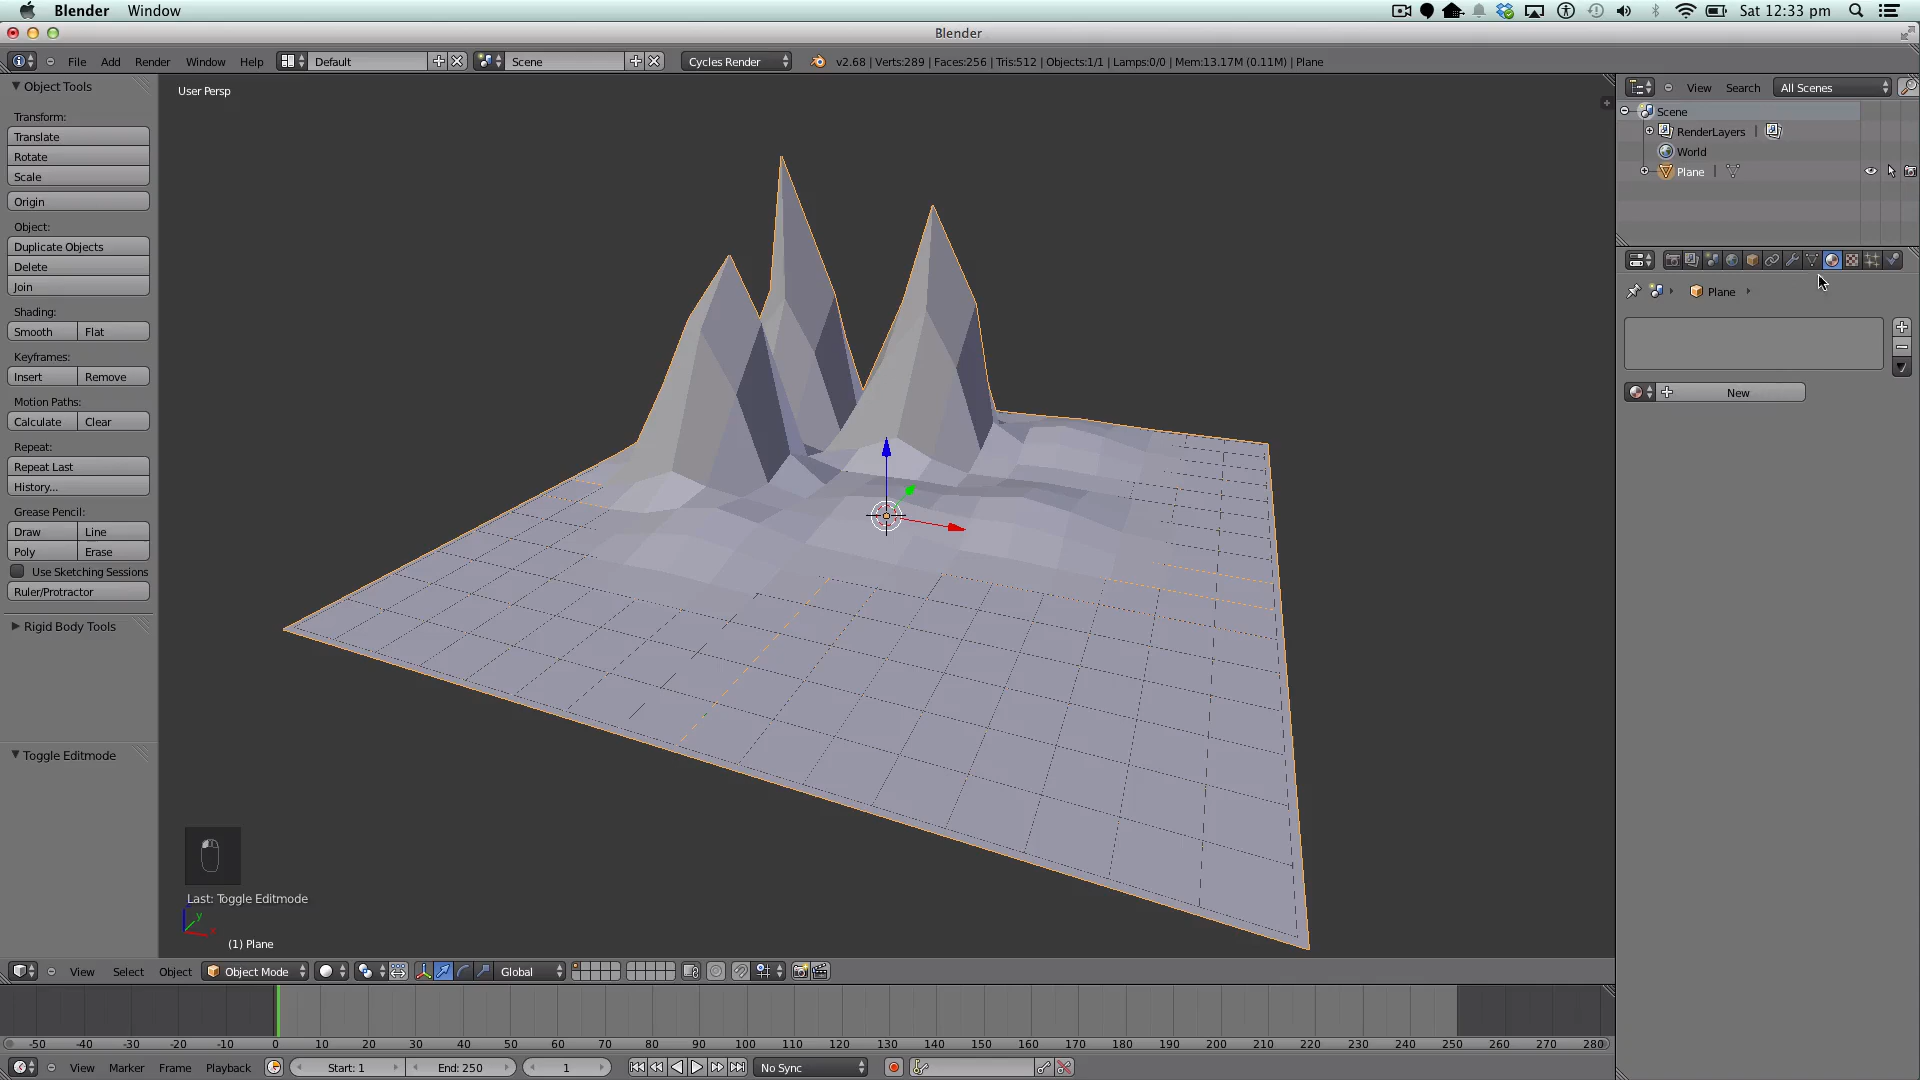 Blender Window Sat 12:33 pm
Blender
File Add Render Window Help Default Scene Cycles Render v2.68 | Verts:289 | Faces:256 | Tris:512 | Objects:1/1 | Lamps:0/0 | Mem:13.17M (0.11M) | Plane
Object Tools
Transform:
Translate
Rotate
Scale
Origin
Object:
Duplicate Objects
Delete
Join
Shading:
Smooth Flat
Keyframes:
Insert Remove
Motion Paths:
Calculate Clear
Repeat:
Repeat Last
History...
Grease Pencil:
Draw Line
Poly Erase
Use Sketching Sessions
Ruler/Protractor
Rigid Body Tools
Toggle Editmode
User Persp
Last: Toggle Editmode
y
x
(1) Plane
View Search All Scenes
Scene
RenderLayers |
World
Plane |
Plane
New
View Select Object Object Mode Global
-50 -40 -30 -20 -10 0 10 20 30 40 50 60 70 80 90 100 110 120 130 140 150 160 170 180 190 200 210 220 230 240 250 260 270 280
View Marker Frame Playback Start: 1 End: 250 1 No Sync